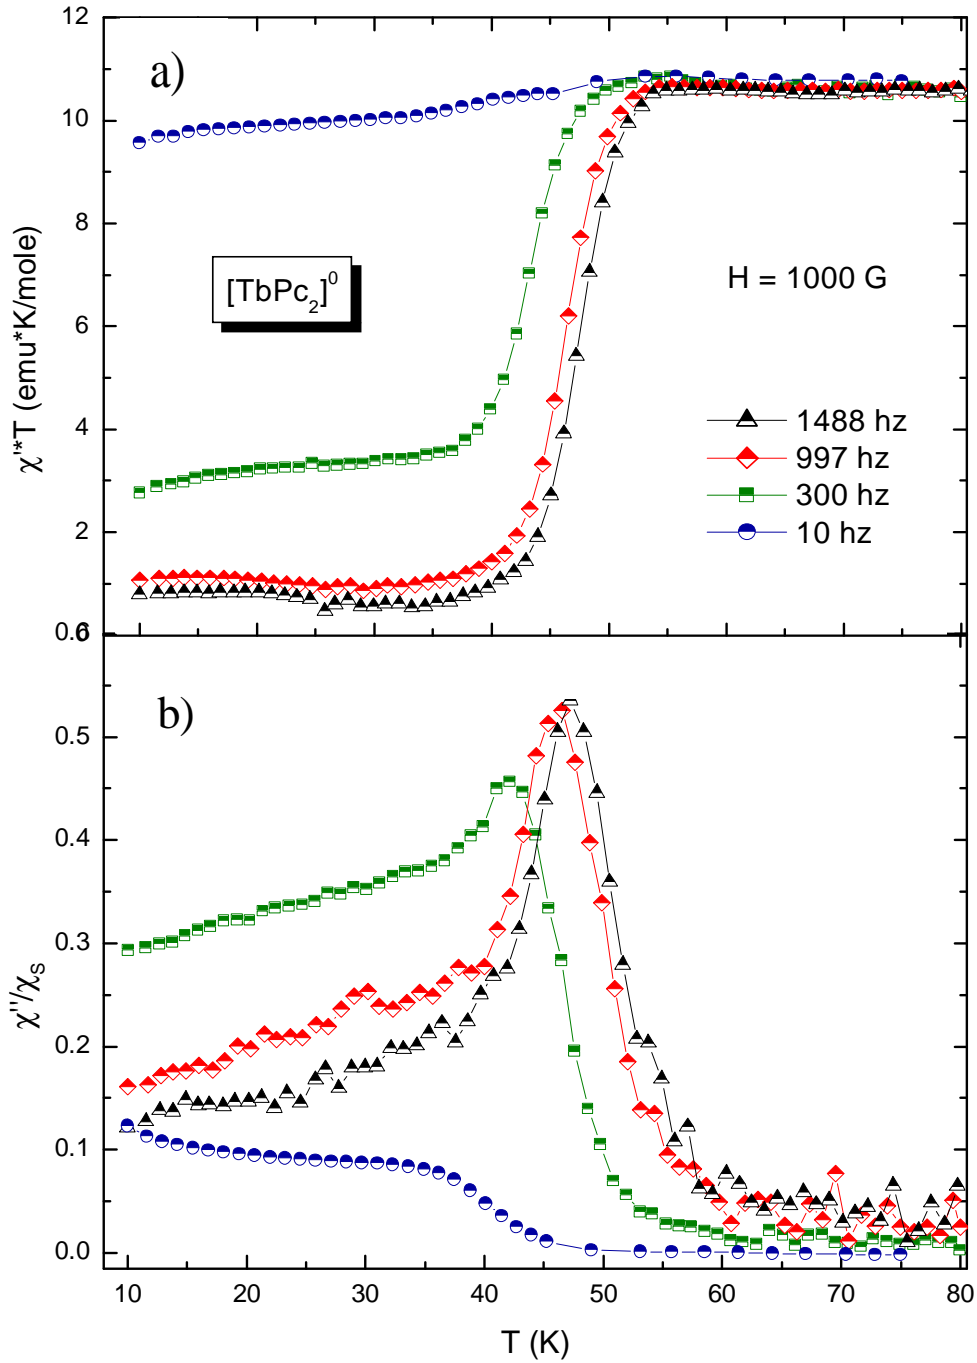 12
a)
10
8
6
4
2
0.6
χ'*T (emu*K/mole)
[TbPc₂]⁰
H = 1000 G
1488 hz
997 hz
300 hz
10 hz
b)
0.5
0.4
0.3
0.2
0.1
0.0
χ''/χₛ
10 20 30 40 50 60 70 80
T (K)